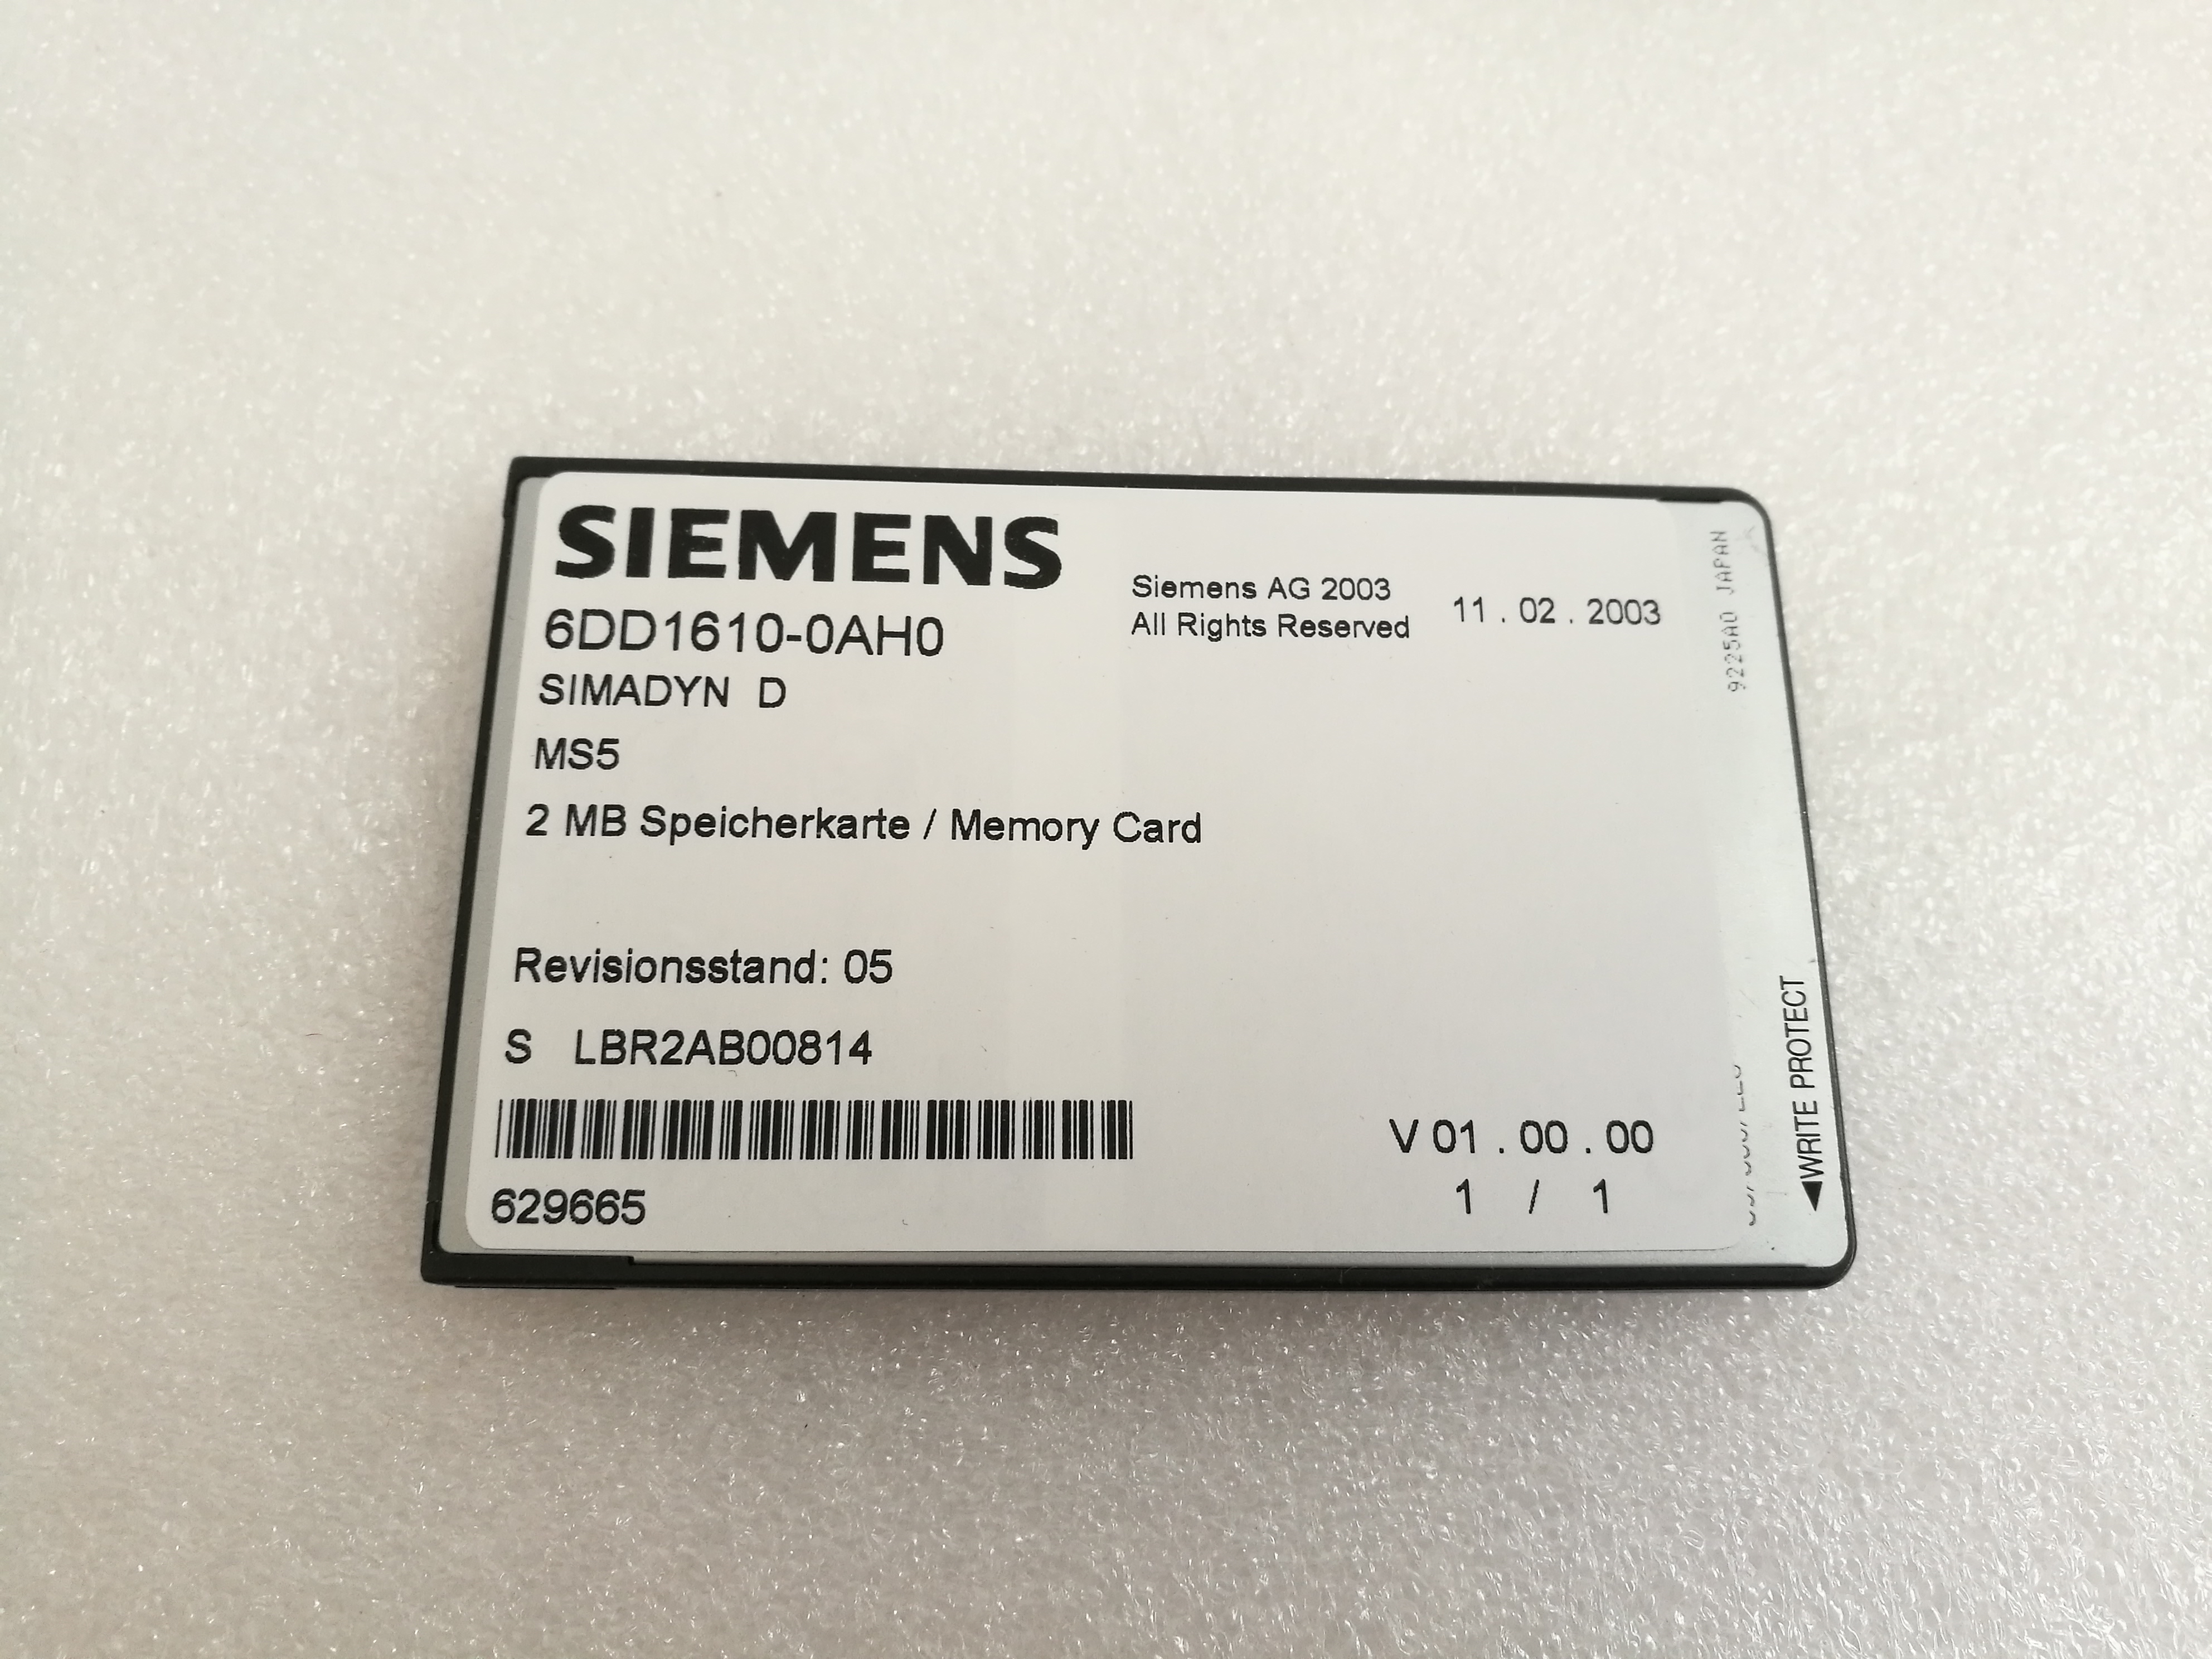 SIEMENS
6DD1610-0AH0
Siemens AG 2003
All Rights Reserved
11 . 02 . 2003
SIMADYN D
MS5
2 MB Speicherkarte / Memory Card
Revisionsstand: 05
S LBR2AB00814
629665
V 01 . 00 . 00
1 / 1
9225A0 JAPAN
◀WRITE PROTECT